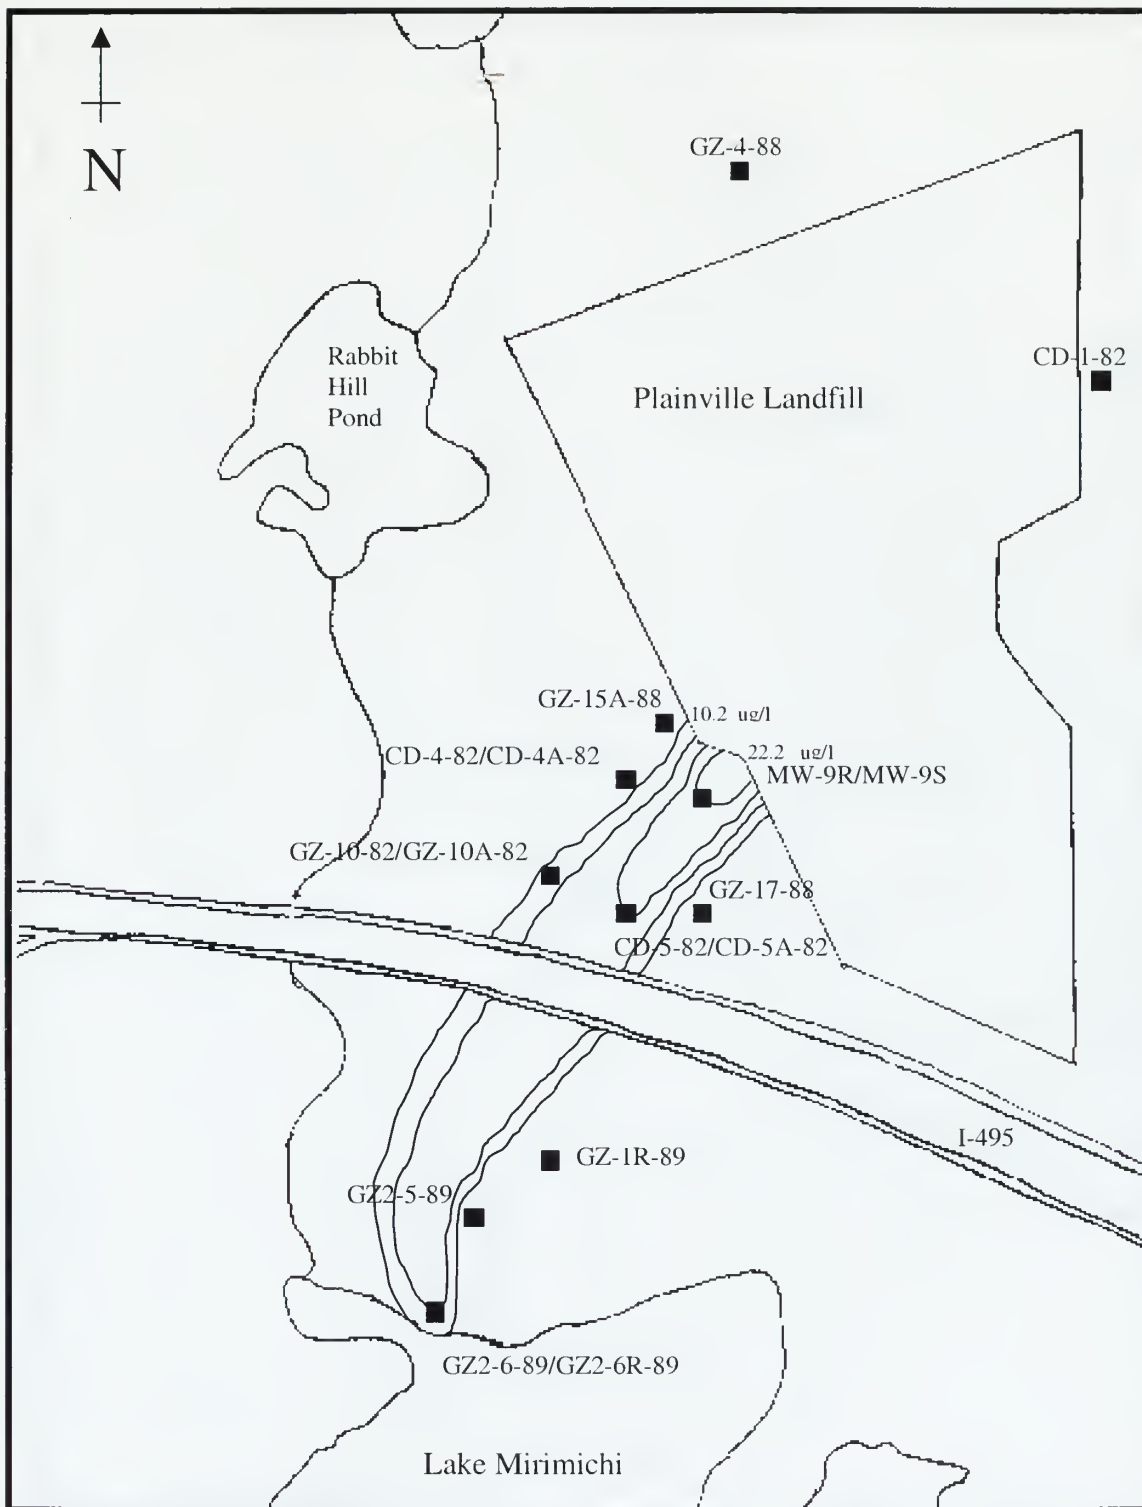 N
GZ-4-88
CD-1-82
Rabbit
Hill
Pond
Plainville Landfill
GZ-15A-88
10.2 ug/l
CD-4-82/CD-4A-82
22.2 ug/l
MW-9R/MW-9S
GZ-10-82/GZ-10A-82
GZ-17-88
CD-5-82/CD-5A-82
I-495
GZ-1R-89
GZ2-5-89
GZ2-6-89/GZ2-6R-89
Lake Mirimichi